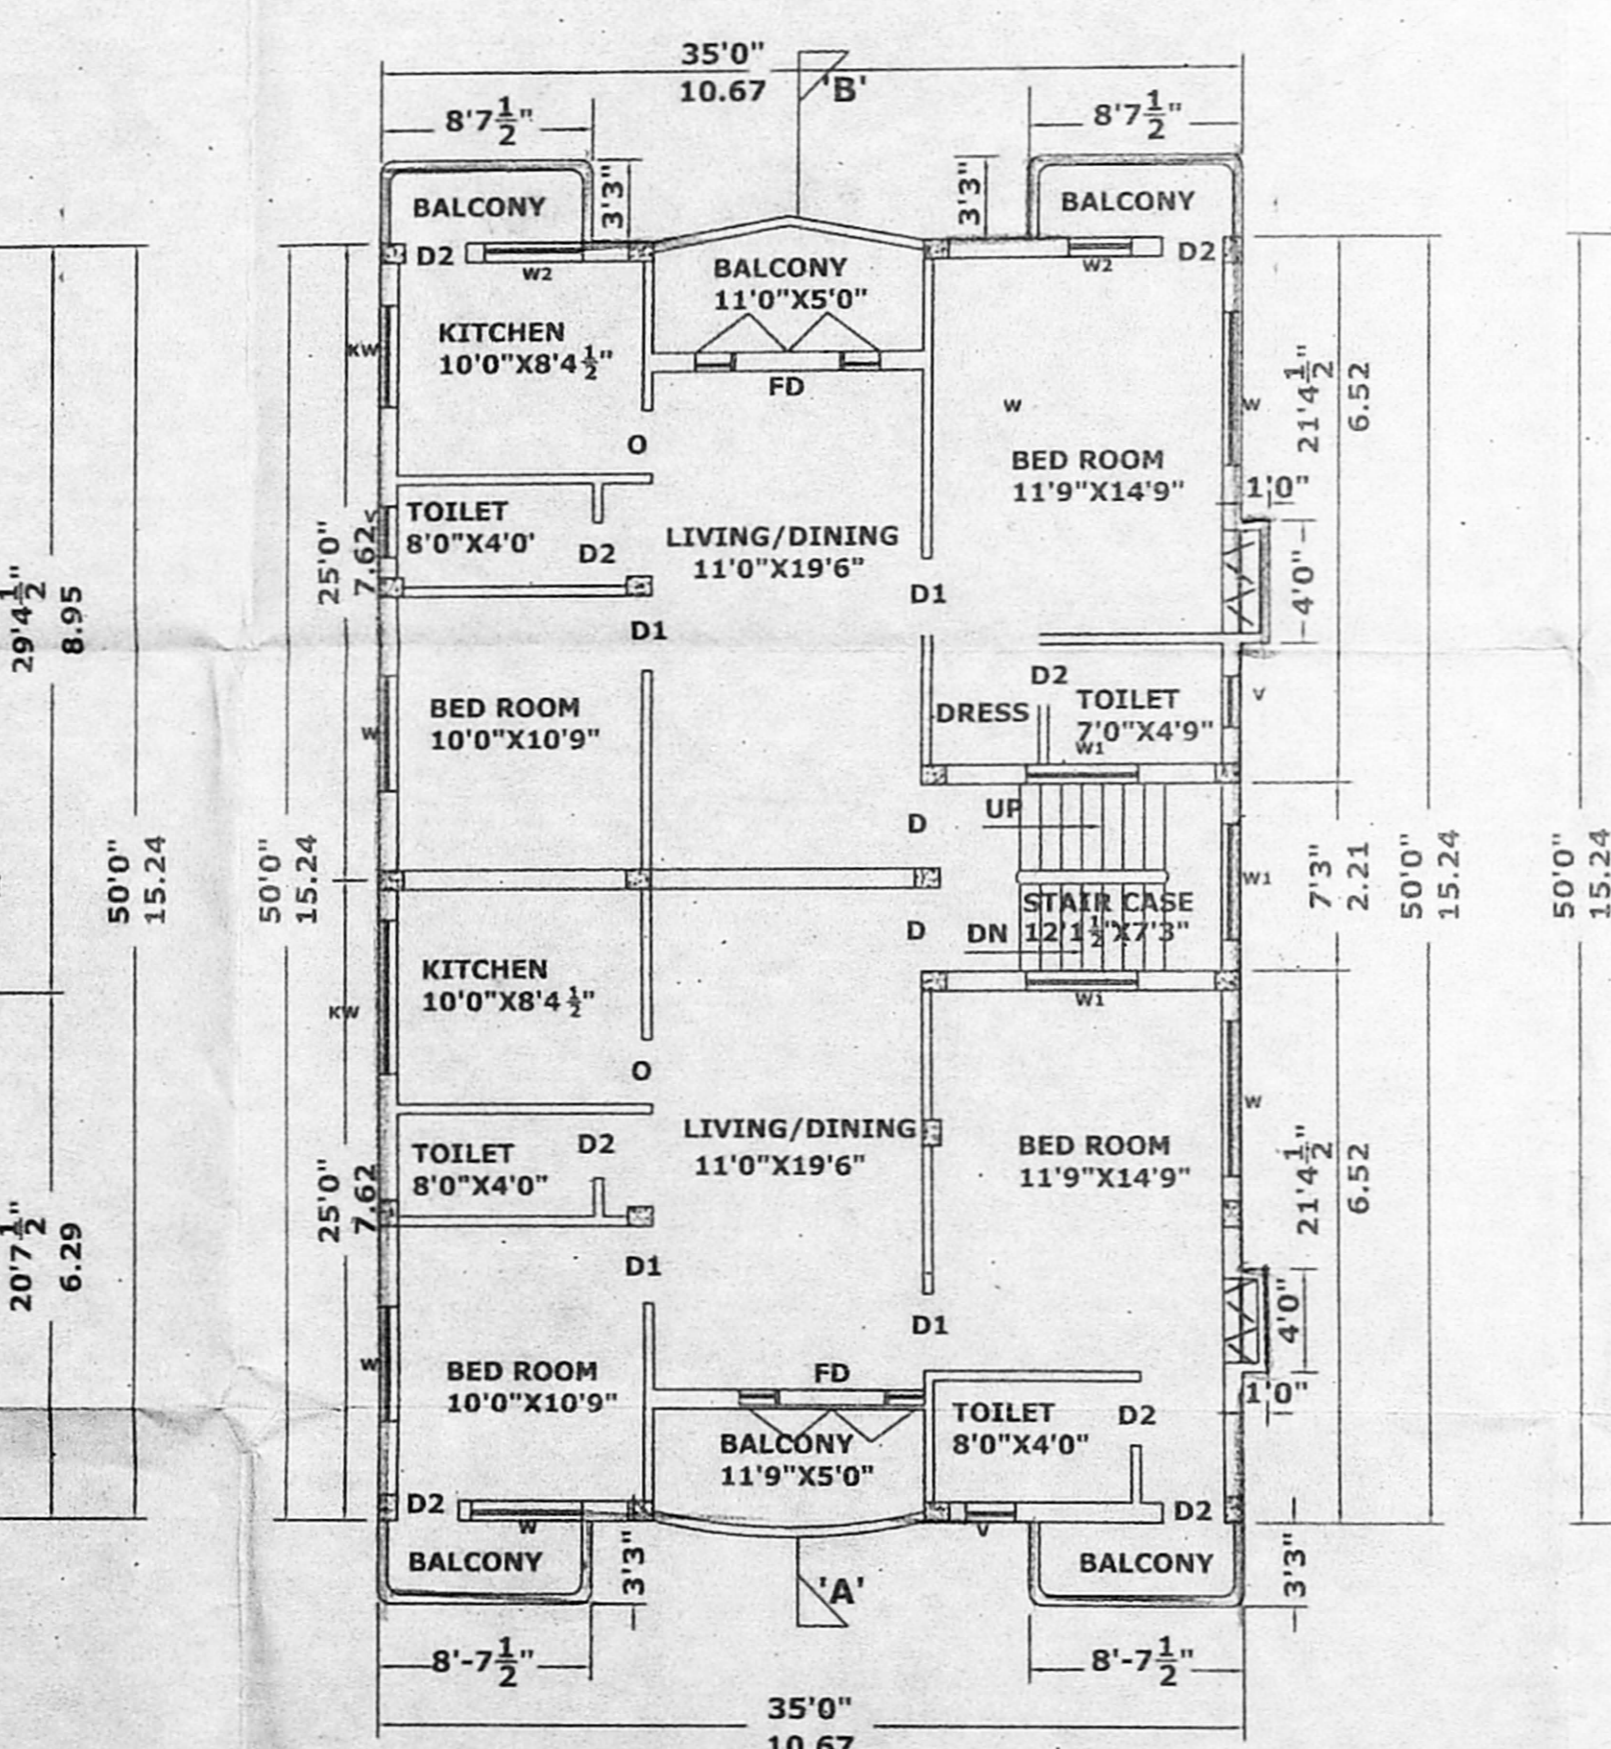 35'0"
10.67
'B'
8'7½"
8'7½"
BALCONY
3'3"
3'3"
BALCONY
D2
W2
BALCONY
11'0"X5'0"
W2
D2
KITCHEN
10'0"X8'4½"
KW
FD
W
W
21'4½"
6.52
O
BED ROOM
11'9"X14'9"
1'0"
TOILET
8'0"X4'0'
V
D2
LIVING/DINING
11'0"X19'6"
25'0"
7.62
4'0"
29'4½"
8.95
D1
D1
D2
DRESS
TOILET
7'0"X4'9"
V
W1
BED ROOM
10'0"X10'9"
W
UP
D
50'0"
15.24
50'0"
15.24
W1
7'3"
2.21
50'0"
15.24
50'0"
15.24
STAIR CASE
12'1½"X7'3"
D
DN
KITCHEN
10'0"X8'4½"
KW
W1
O
W
LIVING/DINING
11'0"X19'6"
BED ROOM
11'9"X14'9"
21'4½"
6.52
TOILET
8'0"X4'0"
D2
25'0"
7.62
20'7½"
6.29
D1
D1
4'0"
BED ROOM
10'0"X10'9"
W
FD
1'0"
TOILET
8'0"X4'0"
D2
BALCONY
11'9"X5'0"
D2
W
V
D2
BALCONY
3'3"
'A'
BALCONY
3'3"
8'-7½"
8'-7½"
35'0"
10.67